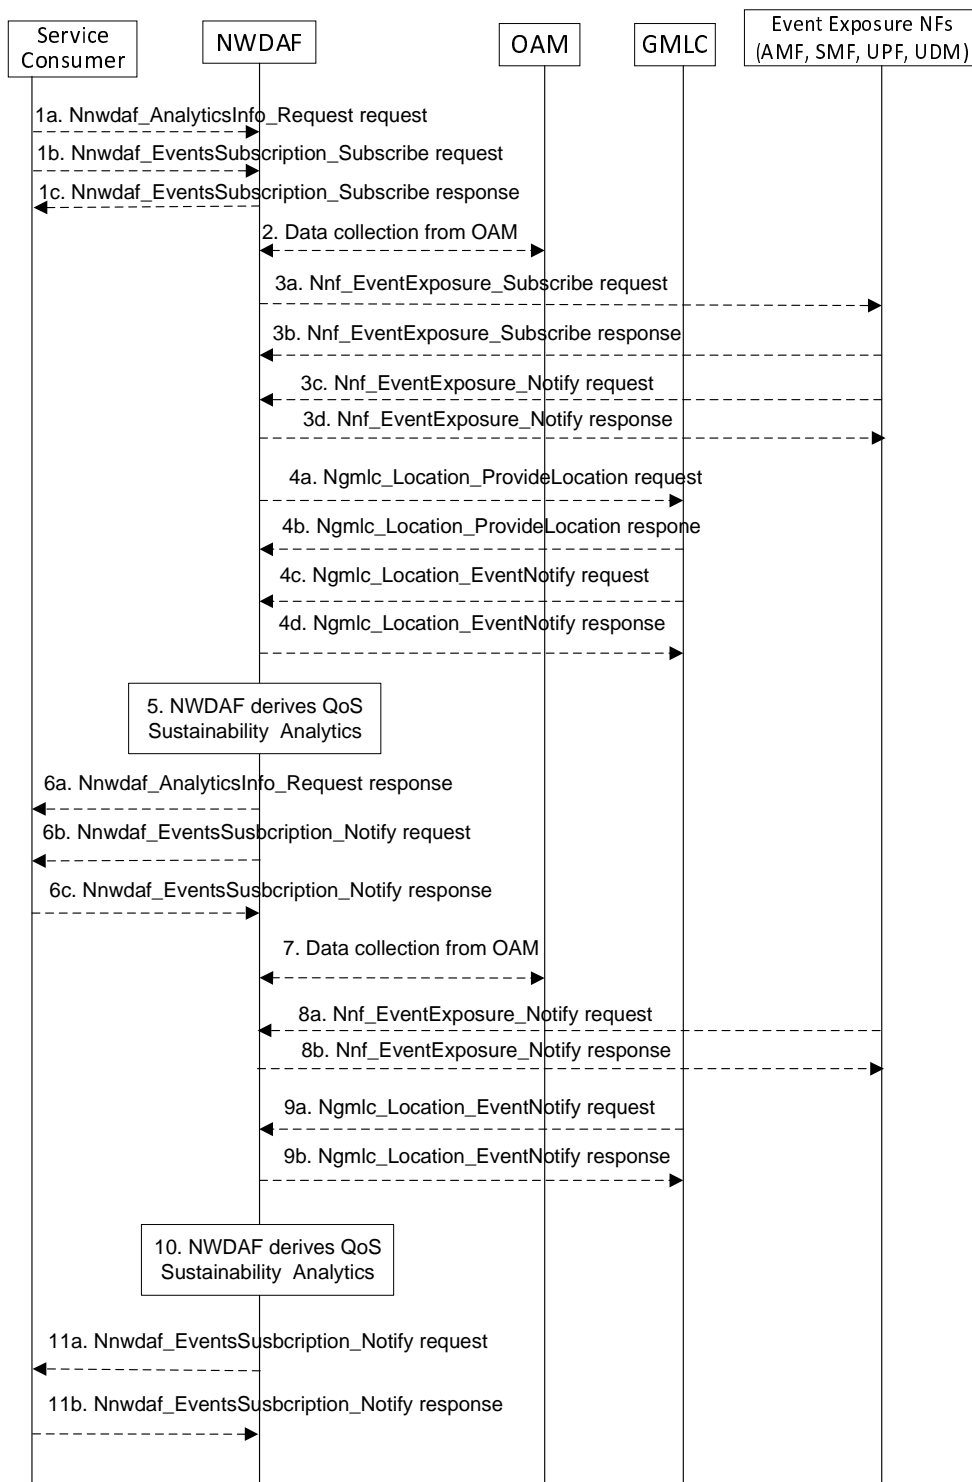 Service
Consumer
NWDAF
OAM
GMLC
Event Exposure NFs
(AMF, SMF, UPF, UDM)
1a. Nnwdaf_AnalyticsInfo_Request request
1b. Nnwdaf_EventsSubscription_Subscribe request
1c. Nnwdaf_EventsSubscription_Subscribe response
2. Data collection from OAM
3a. Nnf_EventExposure_Subscribe request
3b. Nnf_EventExposure_Subscribe response
3c. Nnf_EventExposure_Notify request
3d. Nnf_EventExposure_Notify response
4a. Ngmlc_Location_ProvideLocation request
4b. Ngmlc_Location_ProvideLocation respone
4c. Ngmlc_Location_EventNotify request
4d. Ngmlc_Location_EventNotify response
5. NWDAF derives QoS
Sustainability Analytics
6a. Nnwdaf_AnalyticsInfo_Request response
6b. Nnwdaf_EventsSusbcription_Notify request
6c. Nnwdaf_EventsSusbcription_Notify response
7. Data collection from OAM
8a. Nnf_EventExposure_Notify request
8b. Nnf_EventExposure_Notify response
9a. Ngmlc_Location_EventNotify request
9b. Ngmlc_Location_EventNotify response
10. NWDAF derives QoS
Sustainability Analytics
11a. Nnwdaf_EventsSusbcription_Notify request
11b. Nnwdaf_EventsSusbcription_Notify response